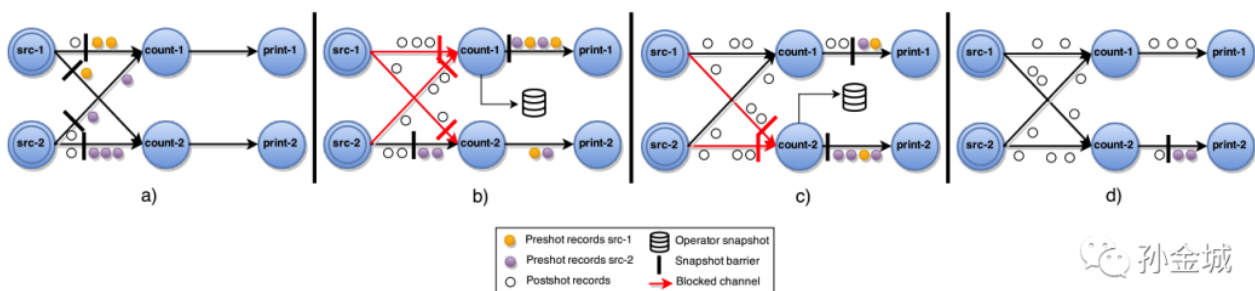 src-1 count-1 print-1
src-2 count-2 print-2
a)
src-1 count-1 print-1
src-2 count-2 print-2
b)
src-1 count-1 print-1
src-2 count-2 print-2
c)
src-1 count-1 print-1
src-2 count-2 print-2
d)
Preshot records src-1
Preshot records src-2
Postshot records
Operator snapshot
Snapshot barrier
Blocked channel
孙金城